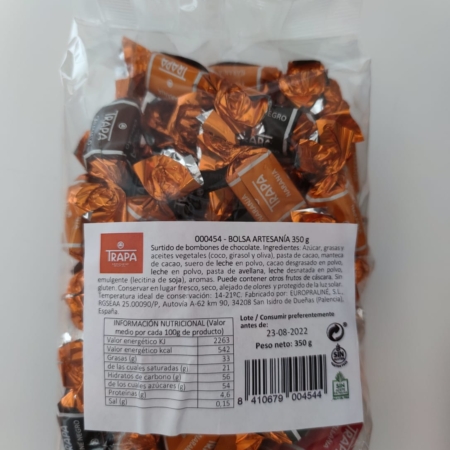 TRAPA
TRAPA
NEGRO
TRAPA
NARANJA
TRAPA
000454 - BOLSA ARTESANÍA 350 g
Surtido de bombones de chocolate. Ingredientes: Azúcar, grasas y
aceites vegetales (coco, girasol y oliva), pasta de cacao, manteca
de cacao, suero de leche en polvo, cacao desgrasado en polvo,
leche en polvo, pasta de avellana, leche desnatada en polvo,
emulgente (lecitina de soja), aromas. Puede contener otros frutos de cáscara. Sin
gluten. Conservar en lugar fresco, seco, alejado de olores y protegido de la luz solar.
Temperatura ideal de conservación: 14-21ºC. Fabricado por: EUROPRALINÉ, S.L.,
RGSEAA 25.00090/P, Autovía A-62 km 90, 34208 San Isidro de Dueñas (Palencia),
España.
INFORMACIÓN NUTRICIONAL (Valor
medio por cada 100g de producto)
Valor energético KJ 2263
Valor energético kcal 542
Grasas (g) 33
de las cuales saturadas (g) 21
Hidratos de carbono (g) 56
de los cuales azúcares (g) 54
Proteínas (g) 4,6
Sal (g) 0,15
Lote / Consumir preferentemente
antes de:
23-08-2022
Peso neto: 350 g
SIN
8 410679 004544
TRAPA